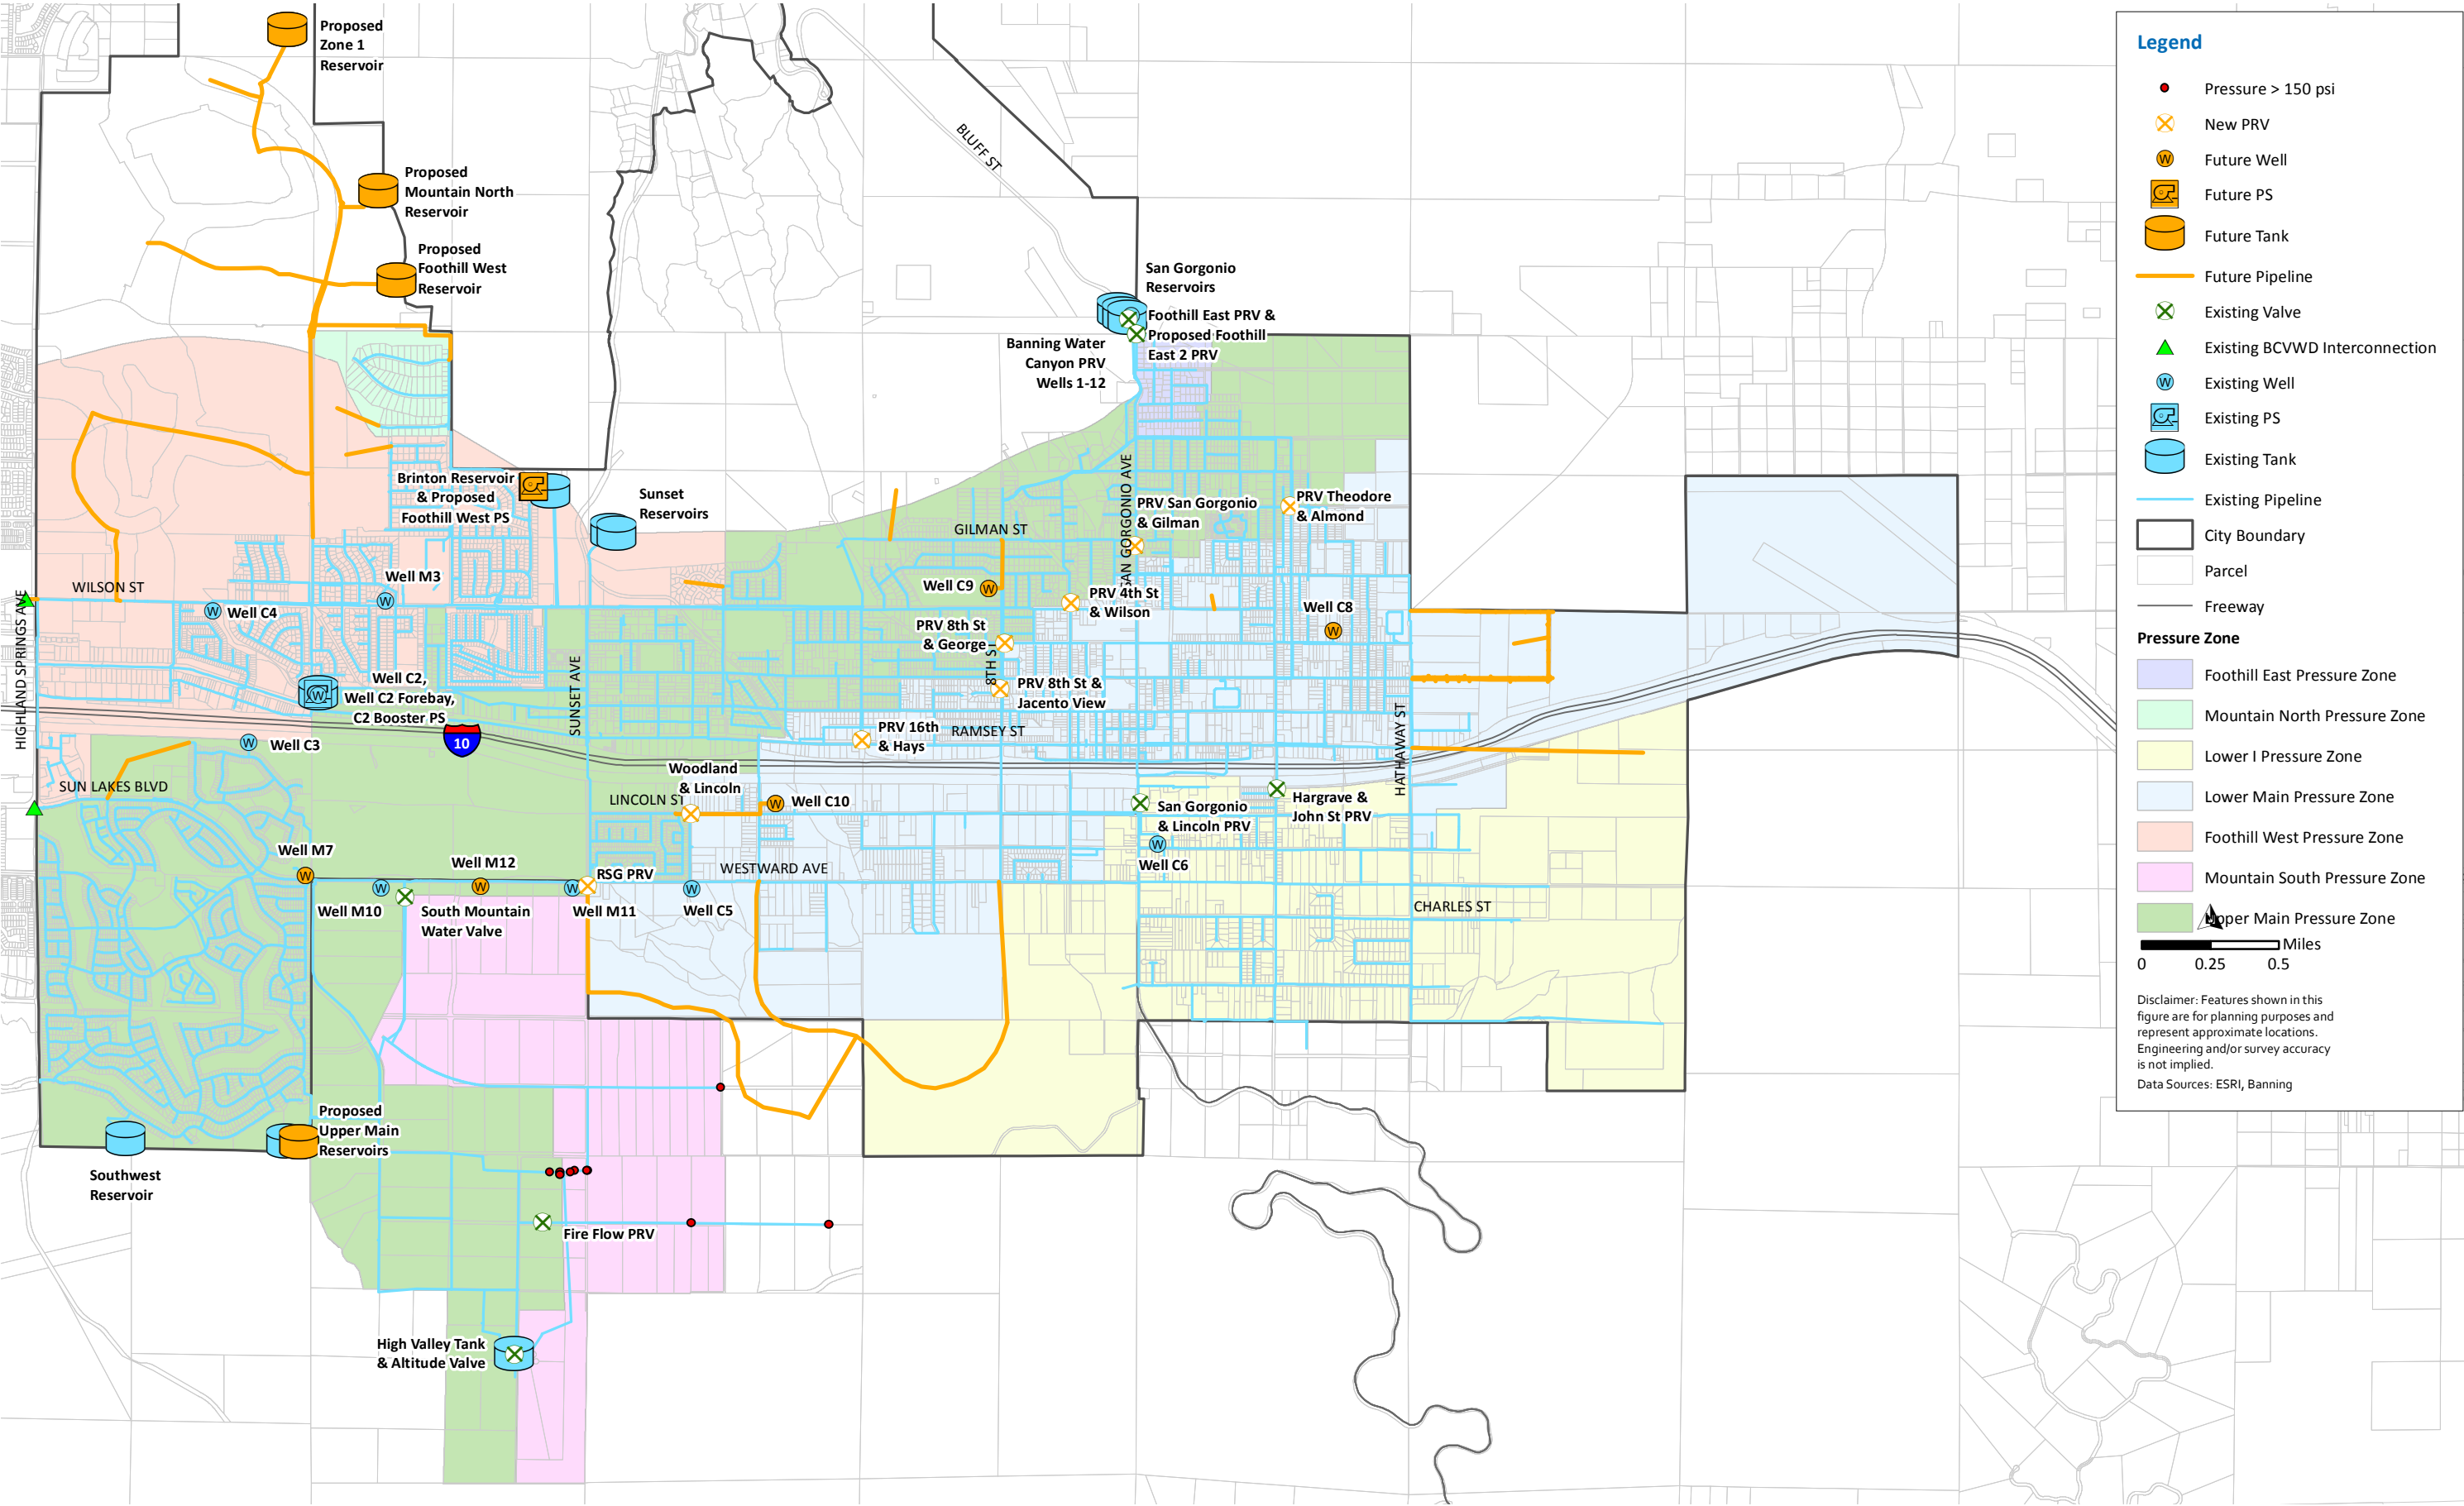 Proposed
Zone 1
Reservoir
Proposed
Mountain North
Reservoir
Proposed
Foothill West
Reservoir
BLUFF ST
San Gorgonio
Reservoirs
Foothill East PRV &
Proposed Foothill
East 2 PRV
Banning Water
Canyon PRV
Wells 1-12
Brinton Reservoir
& Proposed
Foothill West PS
Sunset
Reservoirs
GILMAN ST
SAN GORGONIO AVE
PRV San Gorgonio
& Gilman
PRV Theodore
& Almond
WILSON ST
Well M3
W
W
Well C4
Well C9
W
PRV 4th St
& Wilson
Well C8
W
PRV 8th St
& George
8TH ST
HIGHLAND SPRINGS AVE
SUNSET AVE
W
Well C2,
Well C2 Forebay,
C2 Booster PS
PRV 8th St &
Jacento View
10
W
Well C3
PRV 16th
& Hays
RAMSEY ST
HATHAWAY ST
SUN LAKES BLVD
Woodland
& Lincoln
LINCOLN ST
W
Well C10
San Gorgonio
& Lincoln PRV
Hargrave &
John St PRV
W
Well C6
Well M7
W
Well M12
W
W
W
RSG PRV
WESTWARD AVE
W
Well M10
South Mountain
Water Valve
Well M11
Well C5
CHARLES ST
Proposed
Upper Main
Reservoirs
Southwest
Reservoir
Fire Flow PRV
High Valley Tank
& Altitude Valve
Legend
Pressure > 150 psi
New PRV
W
Future Well
Future PS
Future Tank
Future Pipeline
Existing Valve
Existing BCVWD Interconnection
W
Existing Well
Existing PS
Existing Tank
Existing Pipeline
City Boundary
Parcel
Freeway
Pressure Zone
Foothill East Pressure Zone
Mountain North Pressure Zone
Lower I Pressure Zone
Lower Main Pressure Zone
Foothill West Pressure Zone
Mountain South Pressure Zone
Upper Main Pressure Zone
Miles
0 0.25 0.5
Disclaimer: Features shown in this
figure are for planning purposes and
represent approximate locations.
Engineering and/or survey accuracy
is not implied.
Data Sources: ESRI, Banning